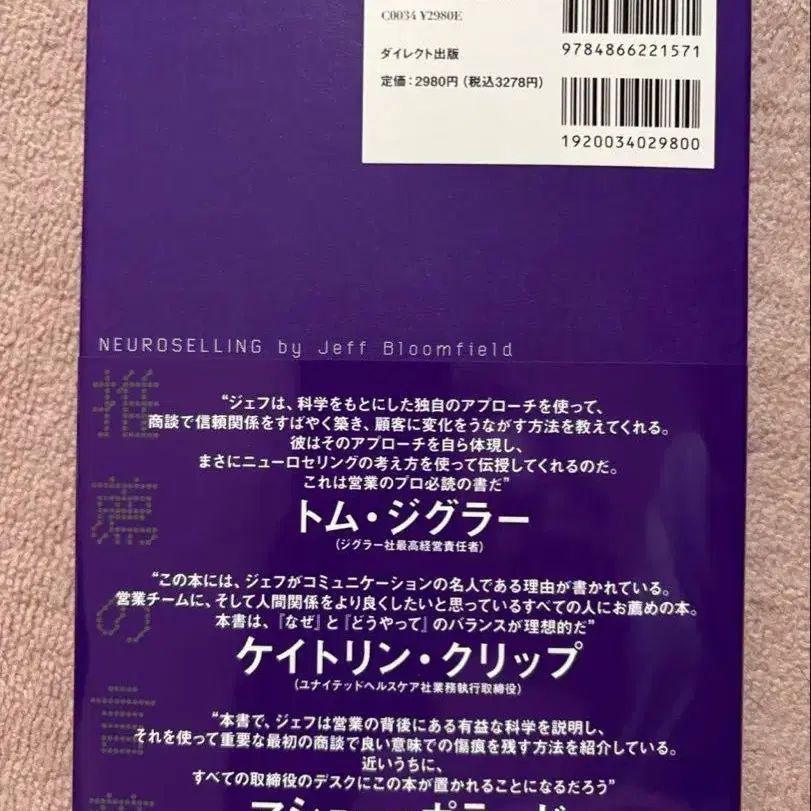 C0034 ¥2980E
9784866221571
ダイレクト出版
定価：2980円（税込3278円）
1920034029800
NEUROSELLING by Jeff Bloomfield
推薦の言葉
“ジェフは、科学をもとにした独自のアプローチを使って、
商談で信頼関係をすばやく築き、顧客に変化をうながす方法を教えてくれる。
彼はそのアプローチを自ら体現し、
まさにニューロセリングの考え方を使って伝授してくれるのだ。
これは営業のプロ必読の書だ”
トム・ジグラー
（ジグラー社最高経営責任者）
“この本には、ジェフがコミュニケーションの名人である理由が書かれている。
営業チームに、そして人間関係をより良くしたいと思っているすべての人にお薦めの本。
本書は、『なぜ』と『どうやって』のバランスが理想的だ”
ケイトリン・クリップ
（ユナイテッドヘルスケア社業務執行取締役）
“本書で、ジェフは営業の背後にある有益な科学を説明し、
それを使って重要な最初の商談で良い意味での傷痕を残す方法を紹介している。
近いうちに、
すべての取締役のデスクにこの本が置かれることになるだろう”
マシュー・ポラード